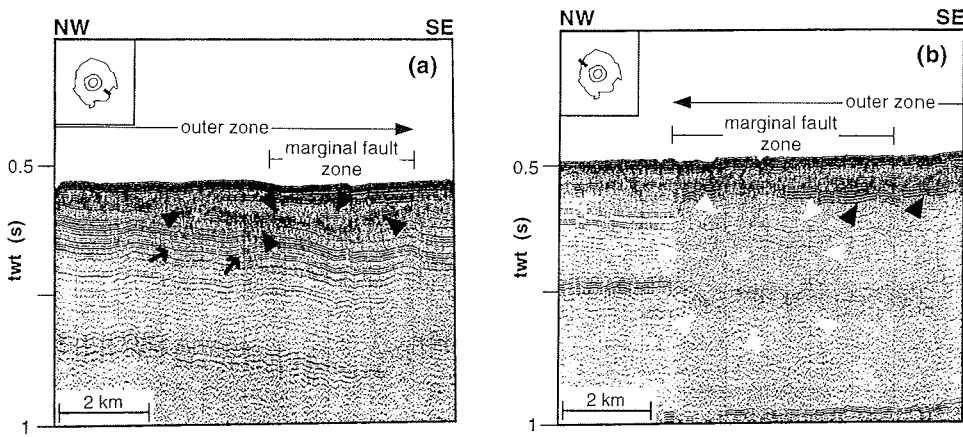 NW
SE
(a)
outer zone
marginal fault
zone
0.5
twt (s)
2 km
1
NW
SE
(b)
outer zone
marginal fault
zone
0.5
twt (s)
2 km
1